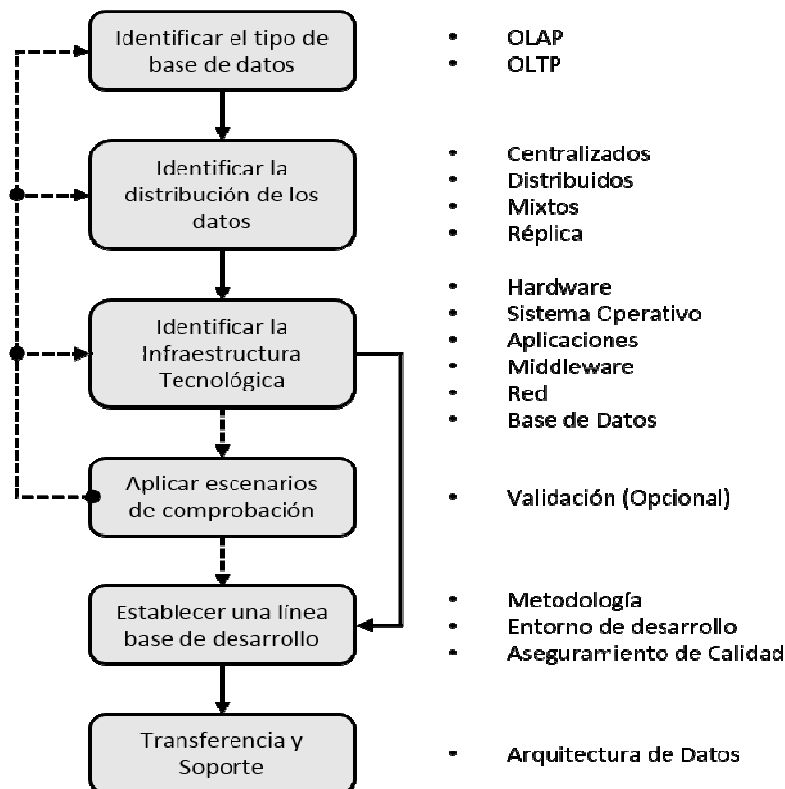 Identificar el tipo de
base de datos
• OLAP
• OLTP
Identificar la
distribución de los
datos
• Centralizados
• Distribuidos
• Mixtos
• Réplica
Identificar la
Infraestructura
Tecnológica
• Hardware
• Sistema Operativo
• Aplicaciones
• Middleware
• Red
• Base de Datos
Aplicar escenarios
de comprobación
• Validación (Opcional)
Establecer una línea
base de desarrollo
• Metodología
• Entorno de desarrollo
• Aseguramiento de Calidad
Transferencia y
Soporte
• Arquitectura de Datos